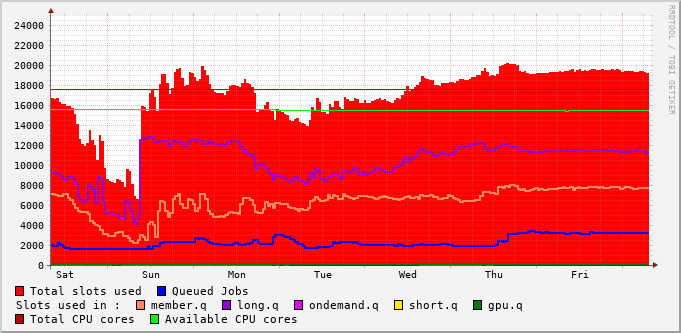 RRDTOOL / TOBI OETIKER
24000
22000
20000
18000
16000
14000
12000
10000
8000
6000
4000
2000
0
Sat Sun Mon Tue Wed Thu Fri
Total slots used Queued Jobs
Slots used in : member.q long.q ondemand.q short.q gpu.q
Total CPU cores Available CPU cores